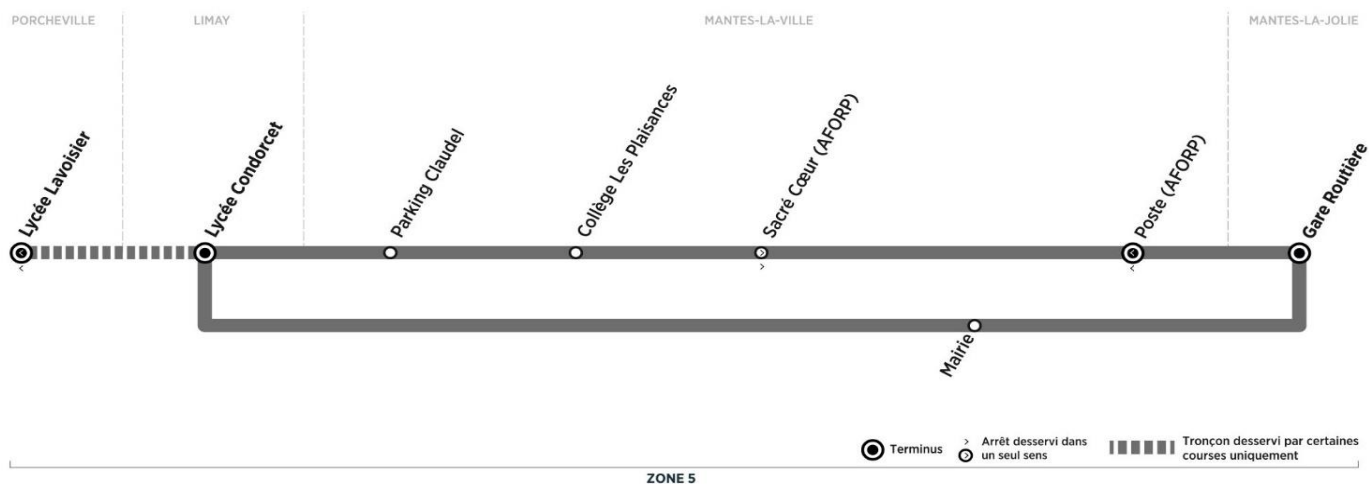 PORCHEVILLE
LIMAY
MANTES-LA-VILLE
MANTES-LA-JOLIE
Lycée Lavoisier
Lycée Condorcet
Parking Claudel
Collège Les Plaisances
Sacré Cœur (AFORP)
Poste (AFORP)
Gare Routière
Mairie
Terminus
Arrêt desservi dans
un seul sens
Tronçon desservi par certaines
courses uniquement
ZONE 5